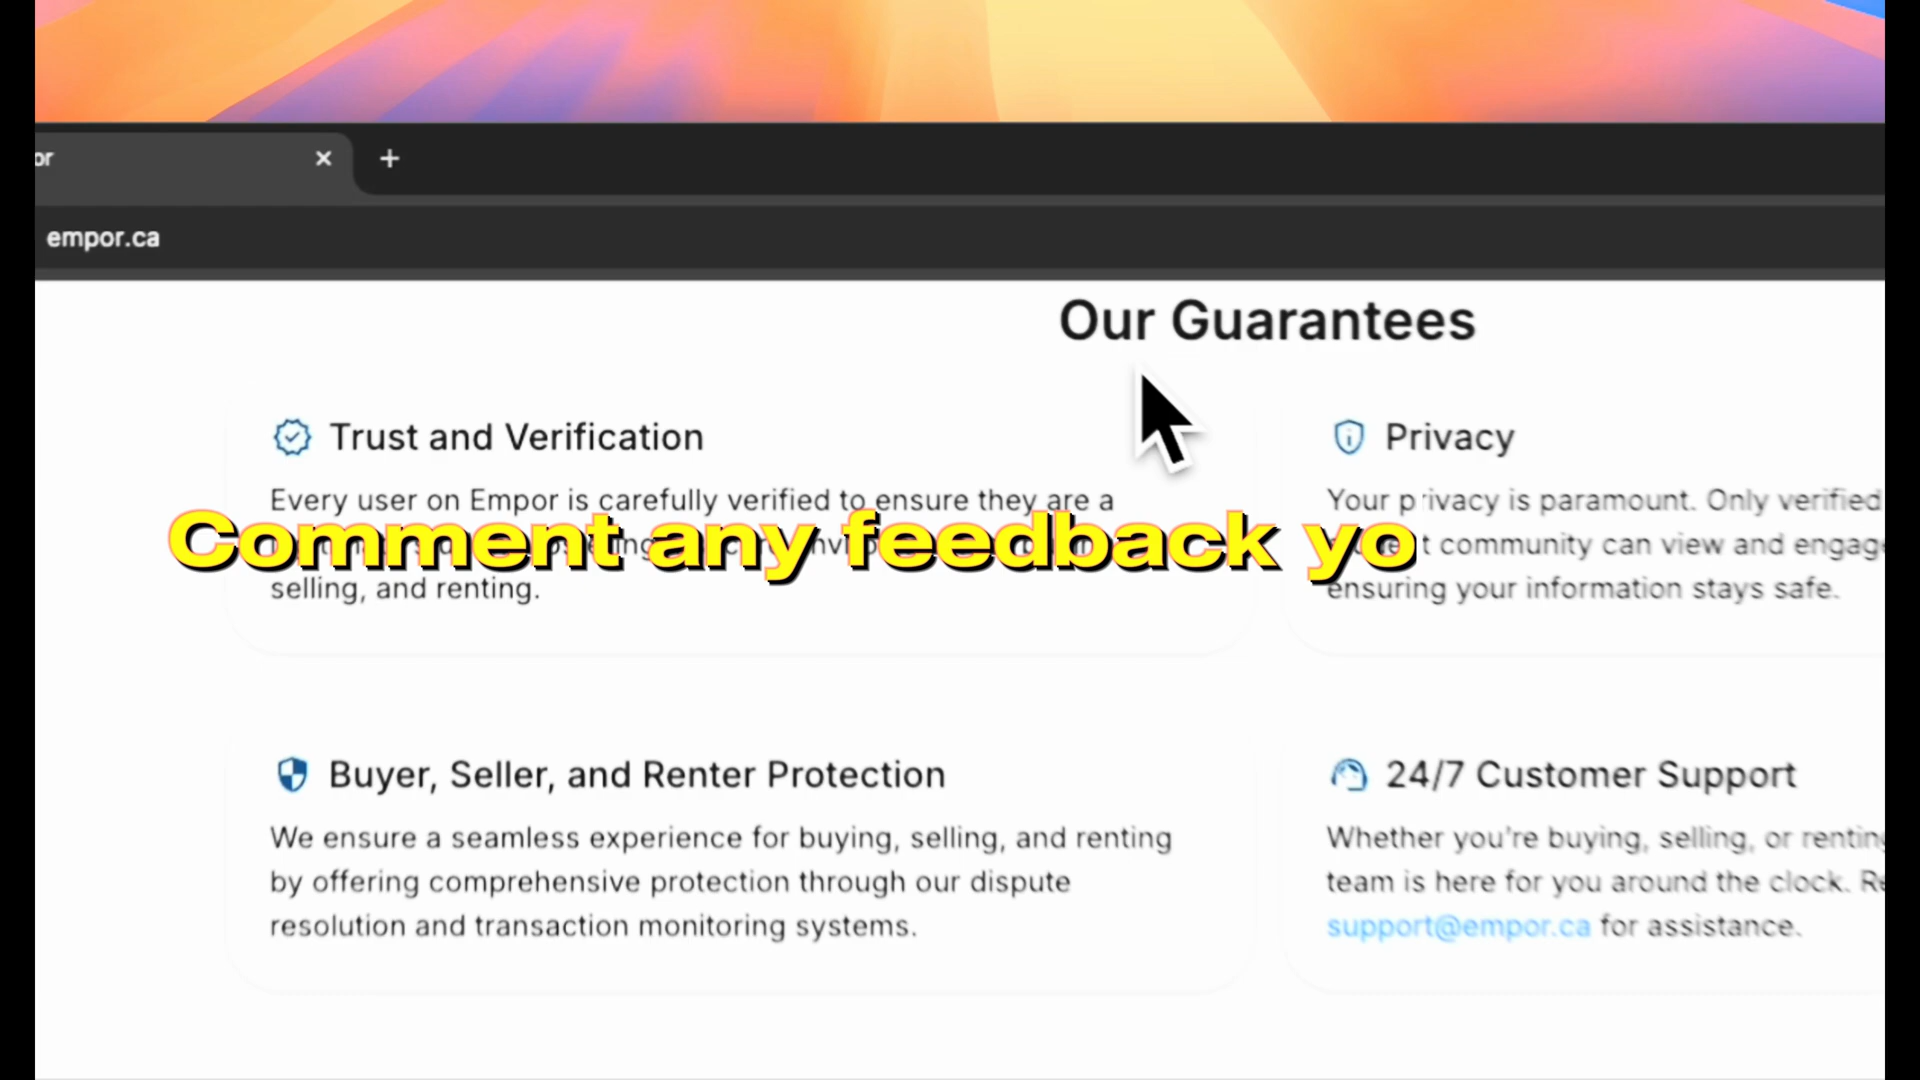 or
empor.ca
Our Guarantees
Trust and Verification
Every user on Empor is carefully verified to ensure they are a
Comment any feedback yo
selling, and renting.
Privacy
Your privacy is paramount. Only verified
community can view and engage
ensuring your information stays safe.
Buyer, Seller, and Renter Protection
We ensure a seamless experience for buying, selling, and renting
by offering comprehensive protection through our dispute
resolution and transaction monitoring systems.
24/7 Customer Support
Whether you're buying, selling, or renting
team is here for you around the clock. Re
support@empor.ca for assistance.